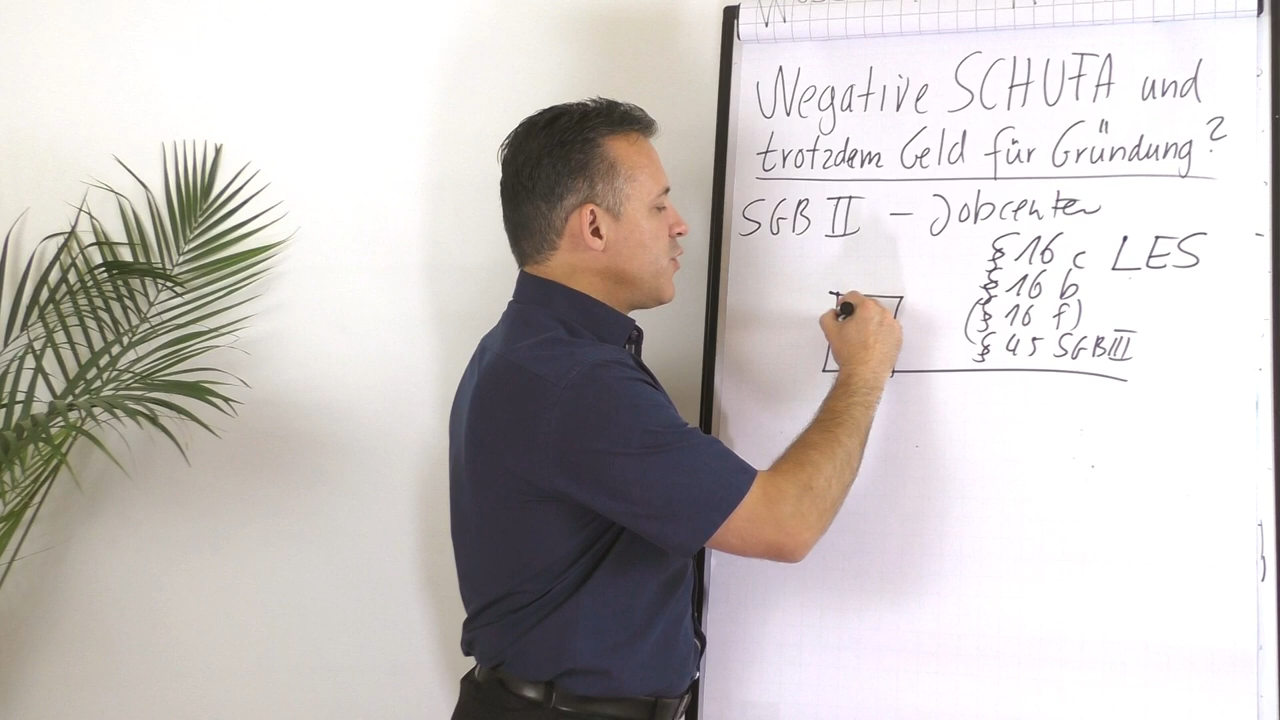 Negative SCHUFA und
trotzdem Geld für Gründung?
SGB II – Jobcenter
§ 16 c LES
§ 16 b
(§ 16 f)
§ 45 SGB III